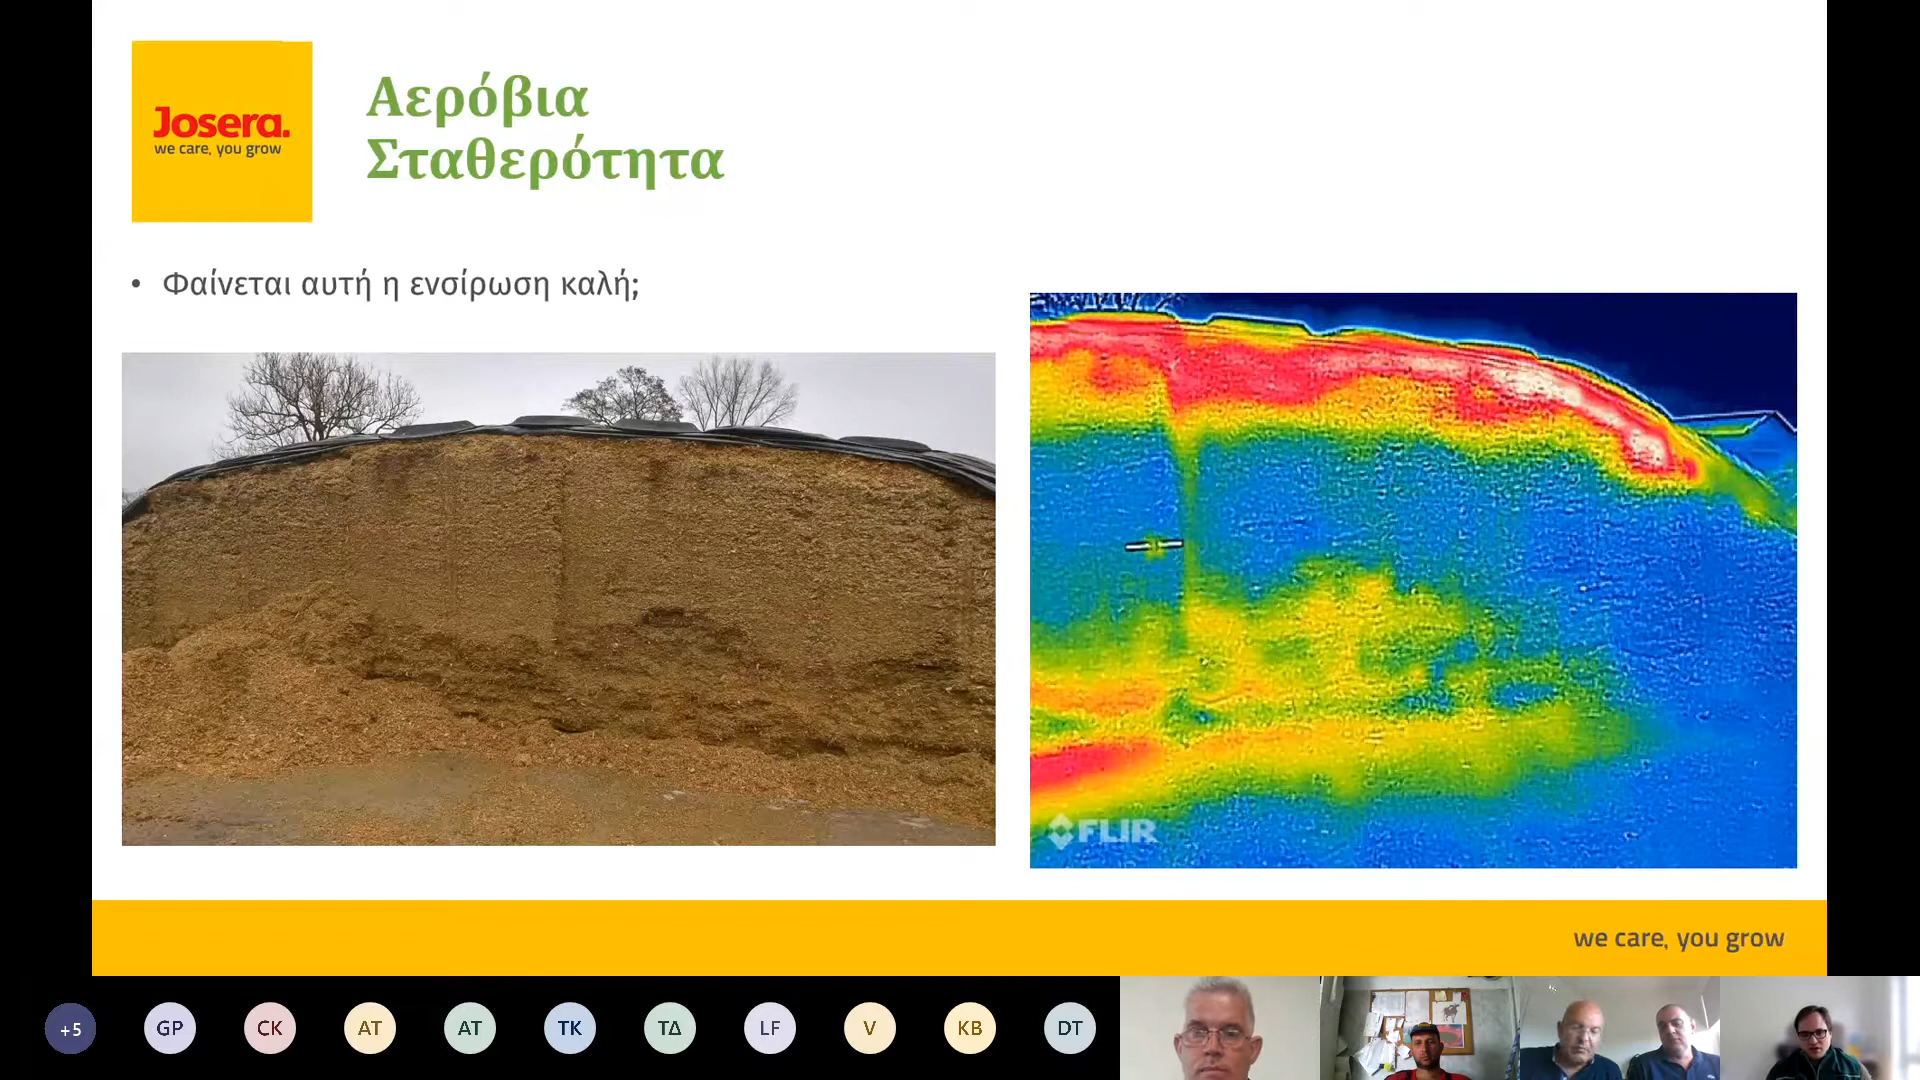 Josera.
we care, you grow
Αερόβια
Σταθερότητα
• Φαίνεται αυτή η ενσίρωση καλή;
FLIR
we care, you grow
+5
GP
CK
AT
AT
TK
ΤΔ
LF
V
KB
DT